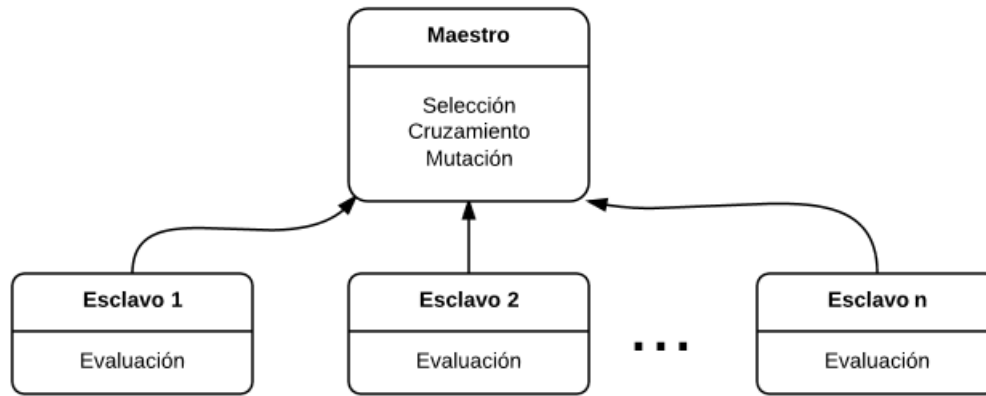 Maestro
Selección
Cruzamiento
Mutación
Esclavo 1
Evaluación
Esclavo 2
Evaluación
...
Esclavo n
Evaluación